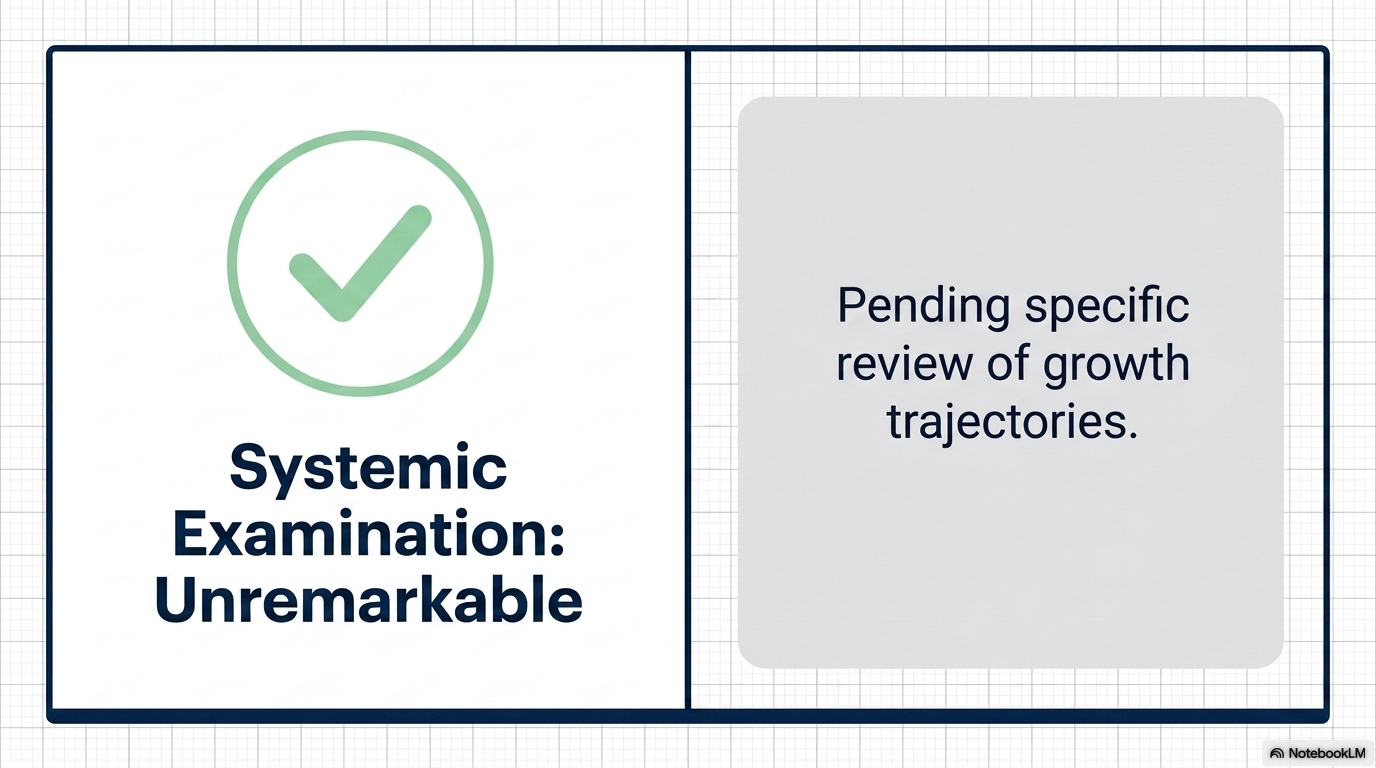 Systemic
Examination:
Unremarkable
Pending specific
review of growth
trajectories.
NotebookLM